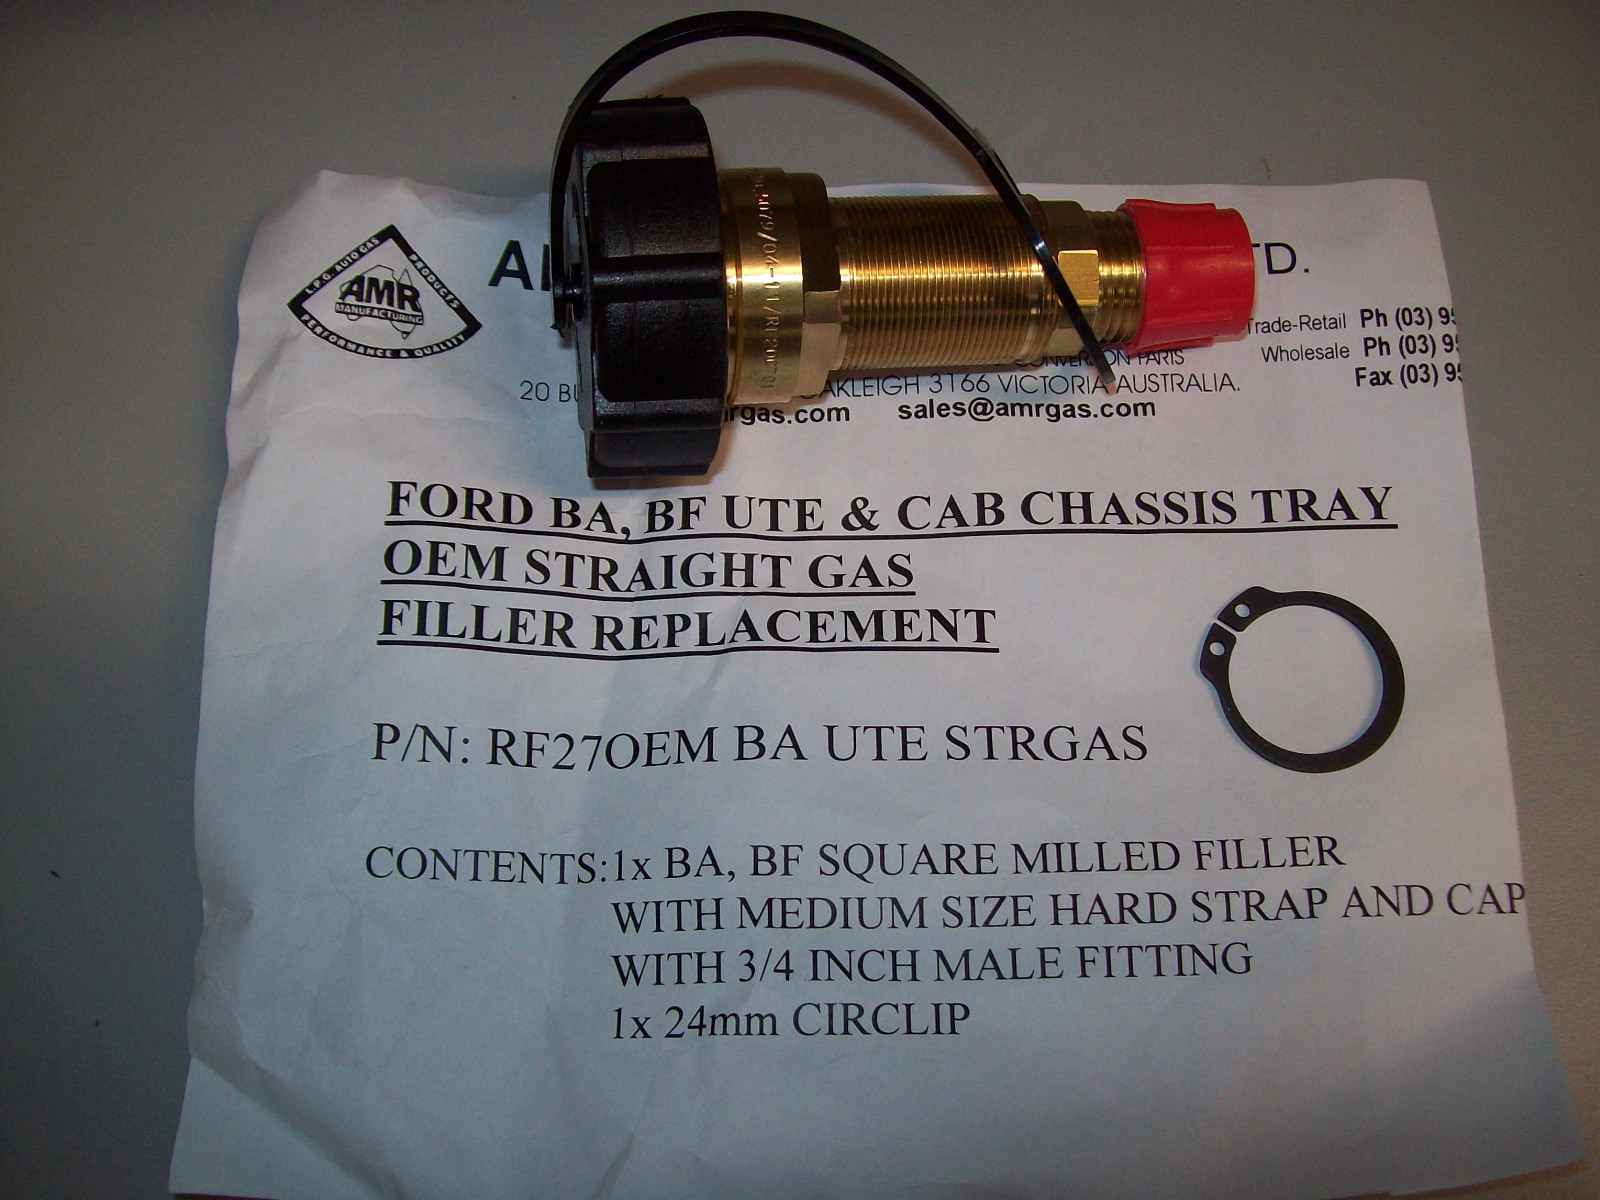 L.P.G. AUTO GAS PRODUCTS
AMR
MANUFACTURING
PERFORMANCE & QUALITY
TD.
Trade-Retail Ph (03) 95
Wholesale Ph (03) 95
Fax (03) 95
PARTS
20 OAKLEIGH 3166 VICTORIA AUSTRALIA.
sales@amrgas.com
FORD BA, BF UTE & CAB CHASSIS TRAY
OEM STRAIGHT GAS
FILLER REPLACEMENT
P/N: RF27OEM BA UTE STRGAS
CONTENTS:1x BA, BF SQUARE MILLED FILLER
WITH MEDIUM SIZE HARD STRAP AND CAP
WITH 3/4 INCH MALE FITTING
1x 24mm CIRCLIP